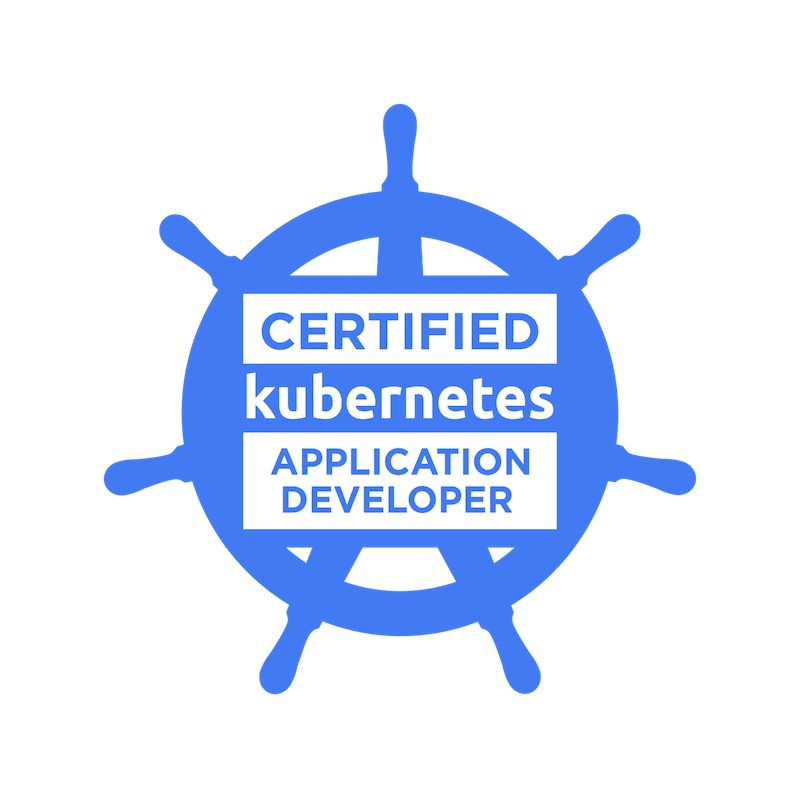 CERTIFIED
kubernetes
APPLICATION
DEVELOPER